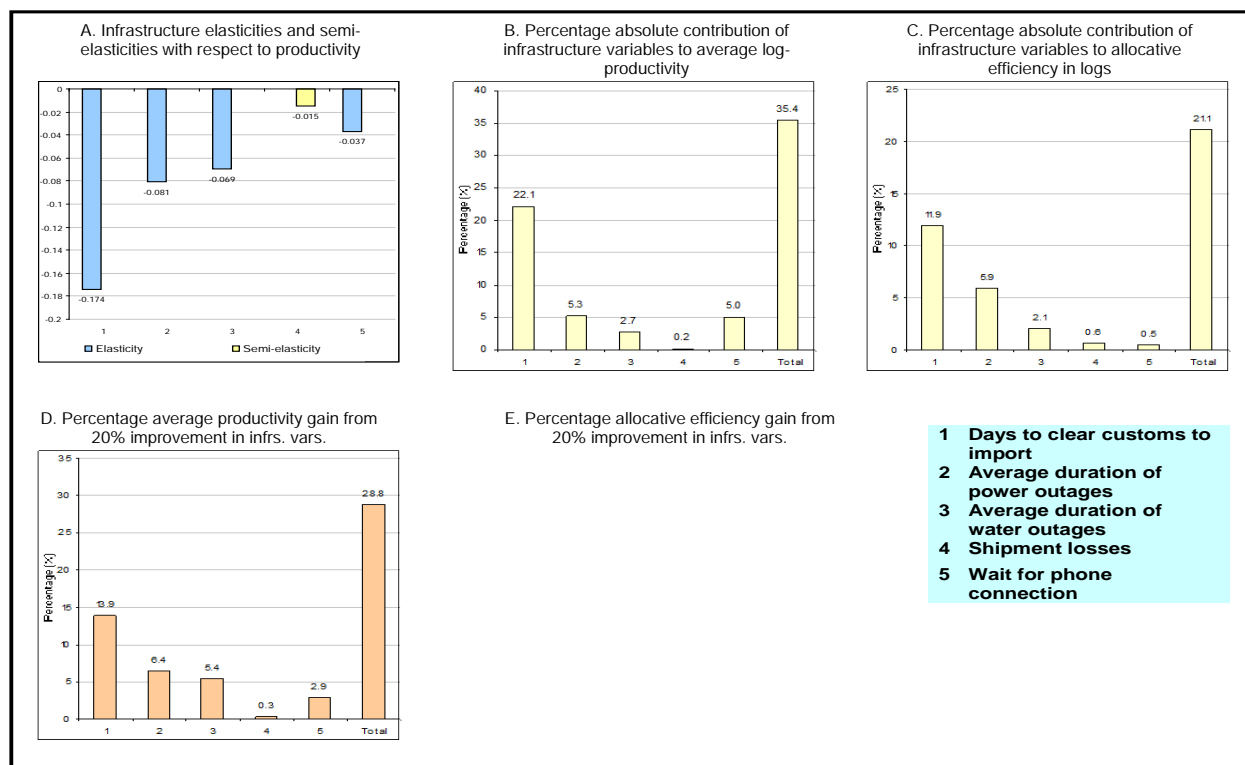 A. Infrastructure elasticities and semi-
elasticities with respect to productivity
0
-0.02
-0.04
-0.06
-0.08
-0.1
-0.12
-0.14
-0.16
-0.18
-0.2
-0.174
-0.081
-0.069
-0.015
-0.037
1 2 3 4 5
Elasticity Semi-elasticity
B. Percentage absolute contribution of
infrastructure variables to average log-
productivity
Percentage (%)
40
35
30
25
20
15
10
5
0
22.1
5.3
2.7
0.2
5.0
35.4
1 2 3 4 5 Total
C. Percentage absolute contribution of
infrastructure variables to allocative
efficiency in logs
Percentage (%)
25
20
15
10
5
0
11.9
5.9
2.1
0.6
0.5
21.1
1 2 3 4 5 Total
D. Percentage average productivity gain from
20% improvement in infrs. vars.
Percentage (%)
35
30
25
20
15
10
5
0
13.9
6.4
5.4
0.3
2.9
28.8
1 2 3 4 5 Total
E. Percentage allocative efficiency gain from
20% improvement in infrs. vars.
1 Days to clear customs to
import
2 Average duration of
power outages
3 Average duration of
water outages
4 Shipment losses
5 Wait for phone
connection